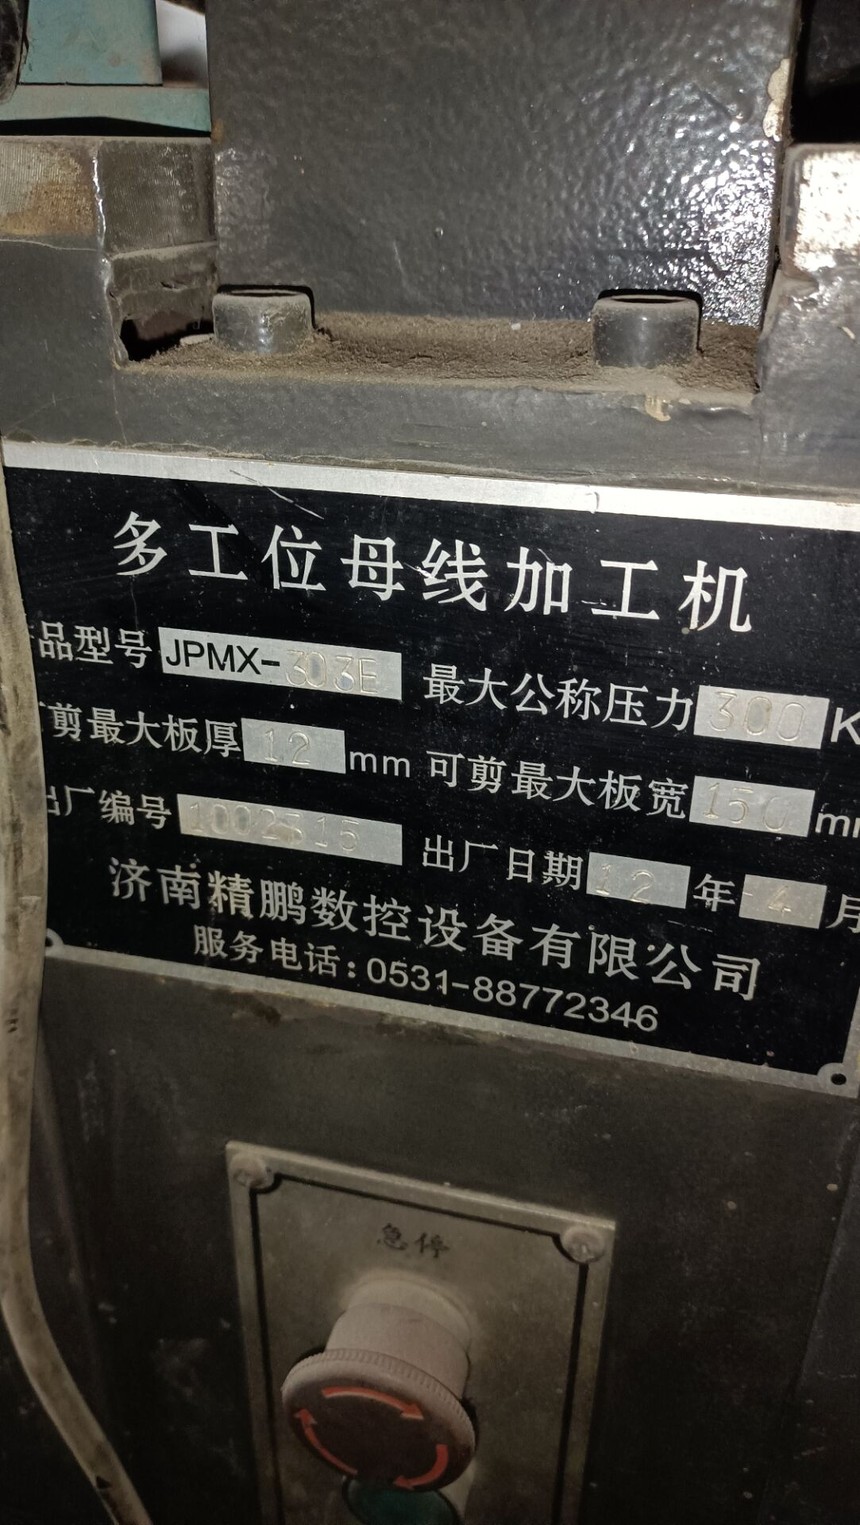 多工位母线加工机
品型号 JPMX-303E 最大公称压力 300 K
剪最大板厚 12 mm 可剪最大板宽 150 m
出厂编号 出厂日期 12 年 4 月
济南精鹏数控设备有限公司
服务电话:0531-88772346
急停